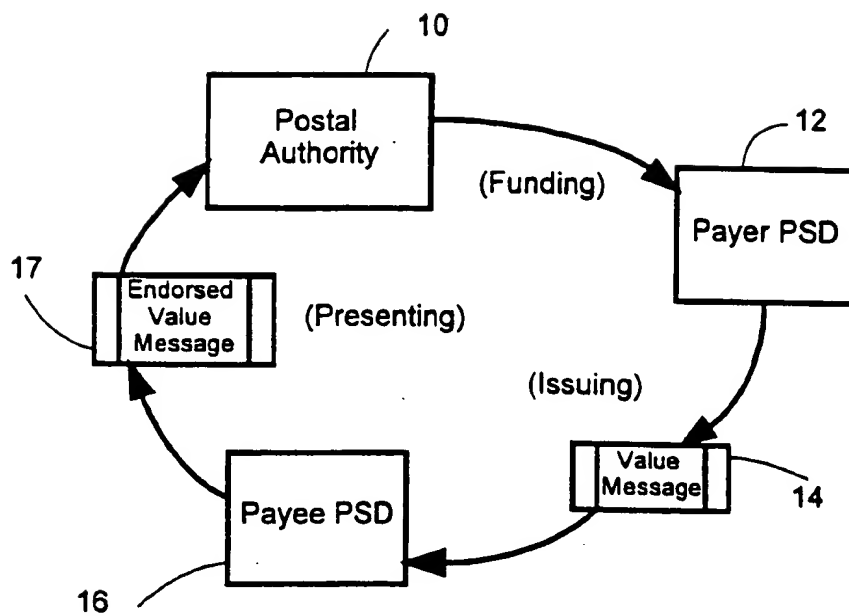 10
Postal
Authority
12
(Funding)
Payer PSD
17
Endorsed
Value
Message
(Presenting)
(Issuing)
Value
Message
14
Payee PSD
16